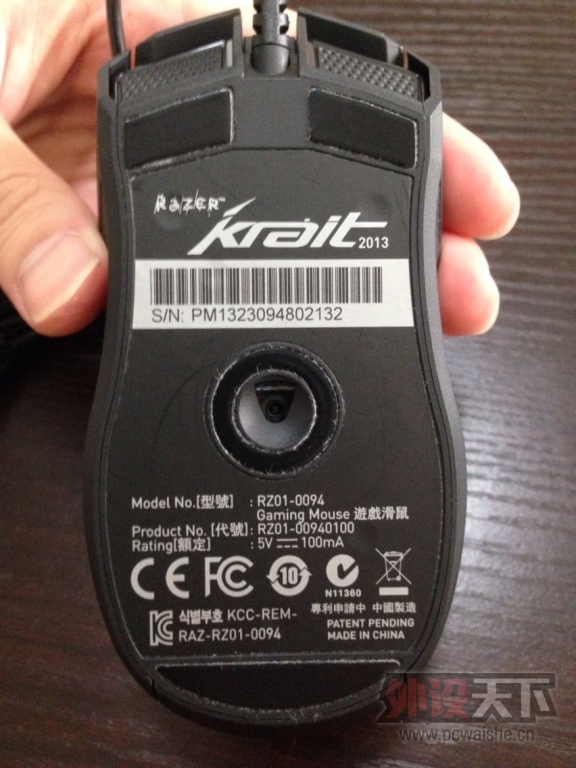 RAZER™
Krait 2013
S/N: PM1323094802132
Model No.[型號] : RZ01-0094
Gaming Mouse 遊戲滑鼠
Product No. [代號]: RZ01-00940100
Rating[額定] : 5V ⎓ 100mA
CE FC 10 N11360
식별부호 KCC-REM-
RAZ-RZ01-0094
專利申請中 中國製造
PATENT PENDING
MADE IN CHINA
外设天下
www.pcwaishe.cn